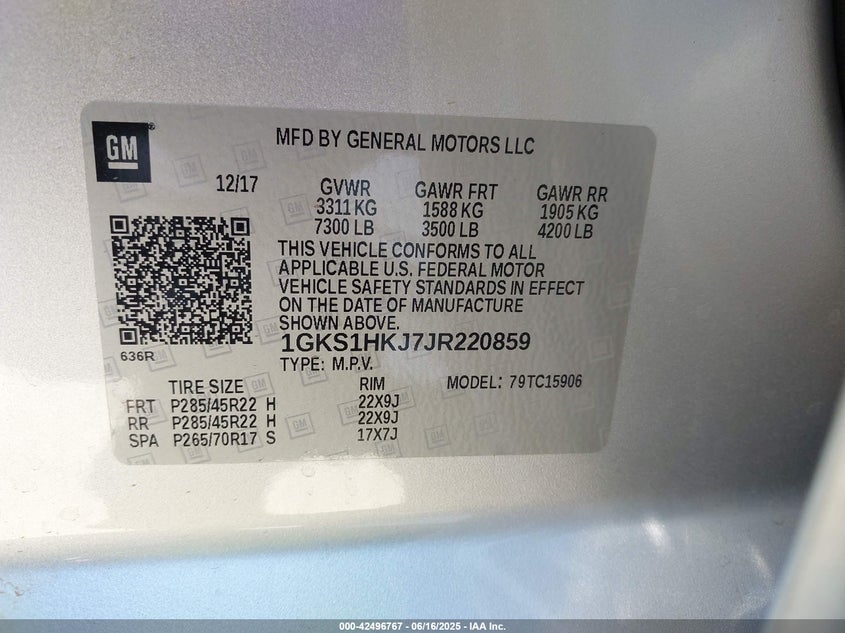 GM
MFD BY GENERAL MOTORS LLC
12/17 GVWR GAWR FRT GAWR RR
3311 KG 1588 KG 1905 KG
7300 LB 3500 LB 4200 LB
THIS VEHICLE CONFORMS TO ALL
APPLICABLE U.S. FEDERAL MOTOR
VEHICLE SAFETY STANDARDS IN EFFECT
ON THE DATE OF MANUFACTURE
SHOWN ABOVE.
1GKS1HKJ7JR220859
636R
TYPE: M.P.V.
TIRE SIZE RIM MODEL: 79TC15906
FRT P285/45R22 H 22X9J
RR P285/45R22 H 22X9J
SPA P265/70R17 S 17X7J
000-42496767 - 06/16/2025 - IAA Inc.